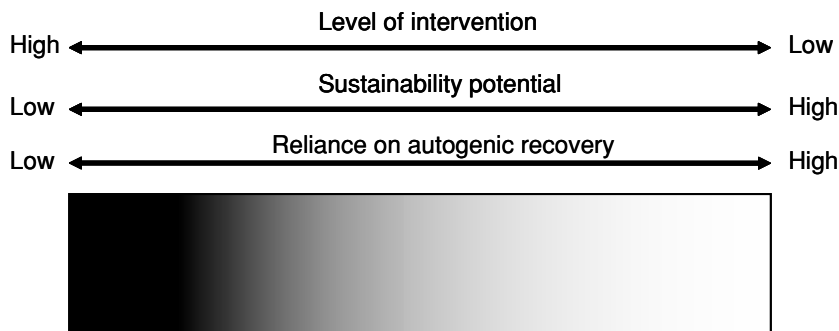 Level of intervention
High Low
Sustainability potential
Low High
Reliance on autogenic recovery
Low High